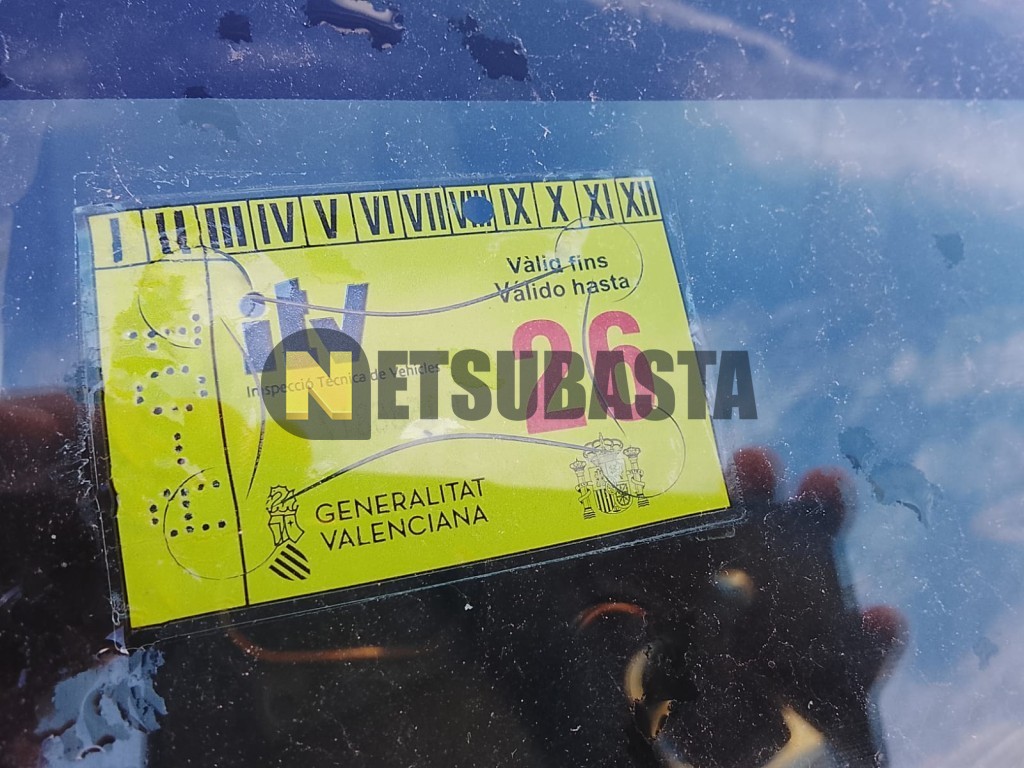 I II III IV V VI VII VIII IX X XI XII
Vàlid fins
Válido hasta
itv
26
Inspecció Tècnica de Vehicles
NETSUBASTA
GENERALITAT
VALENCIANA